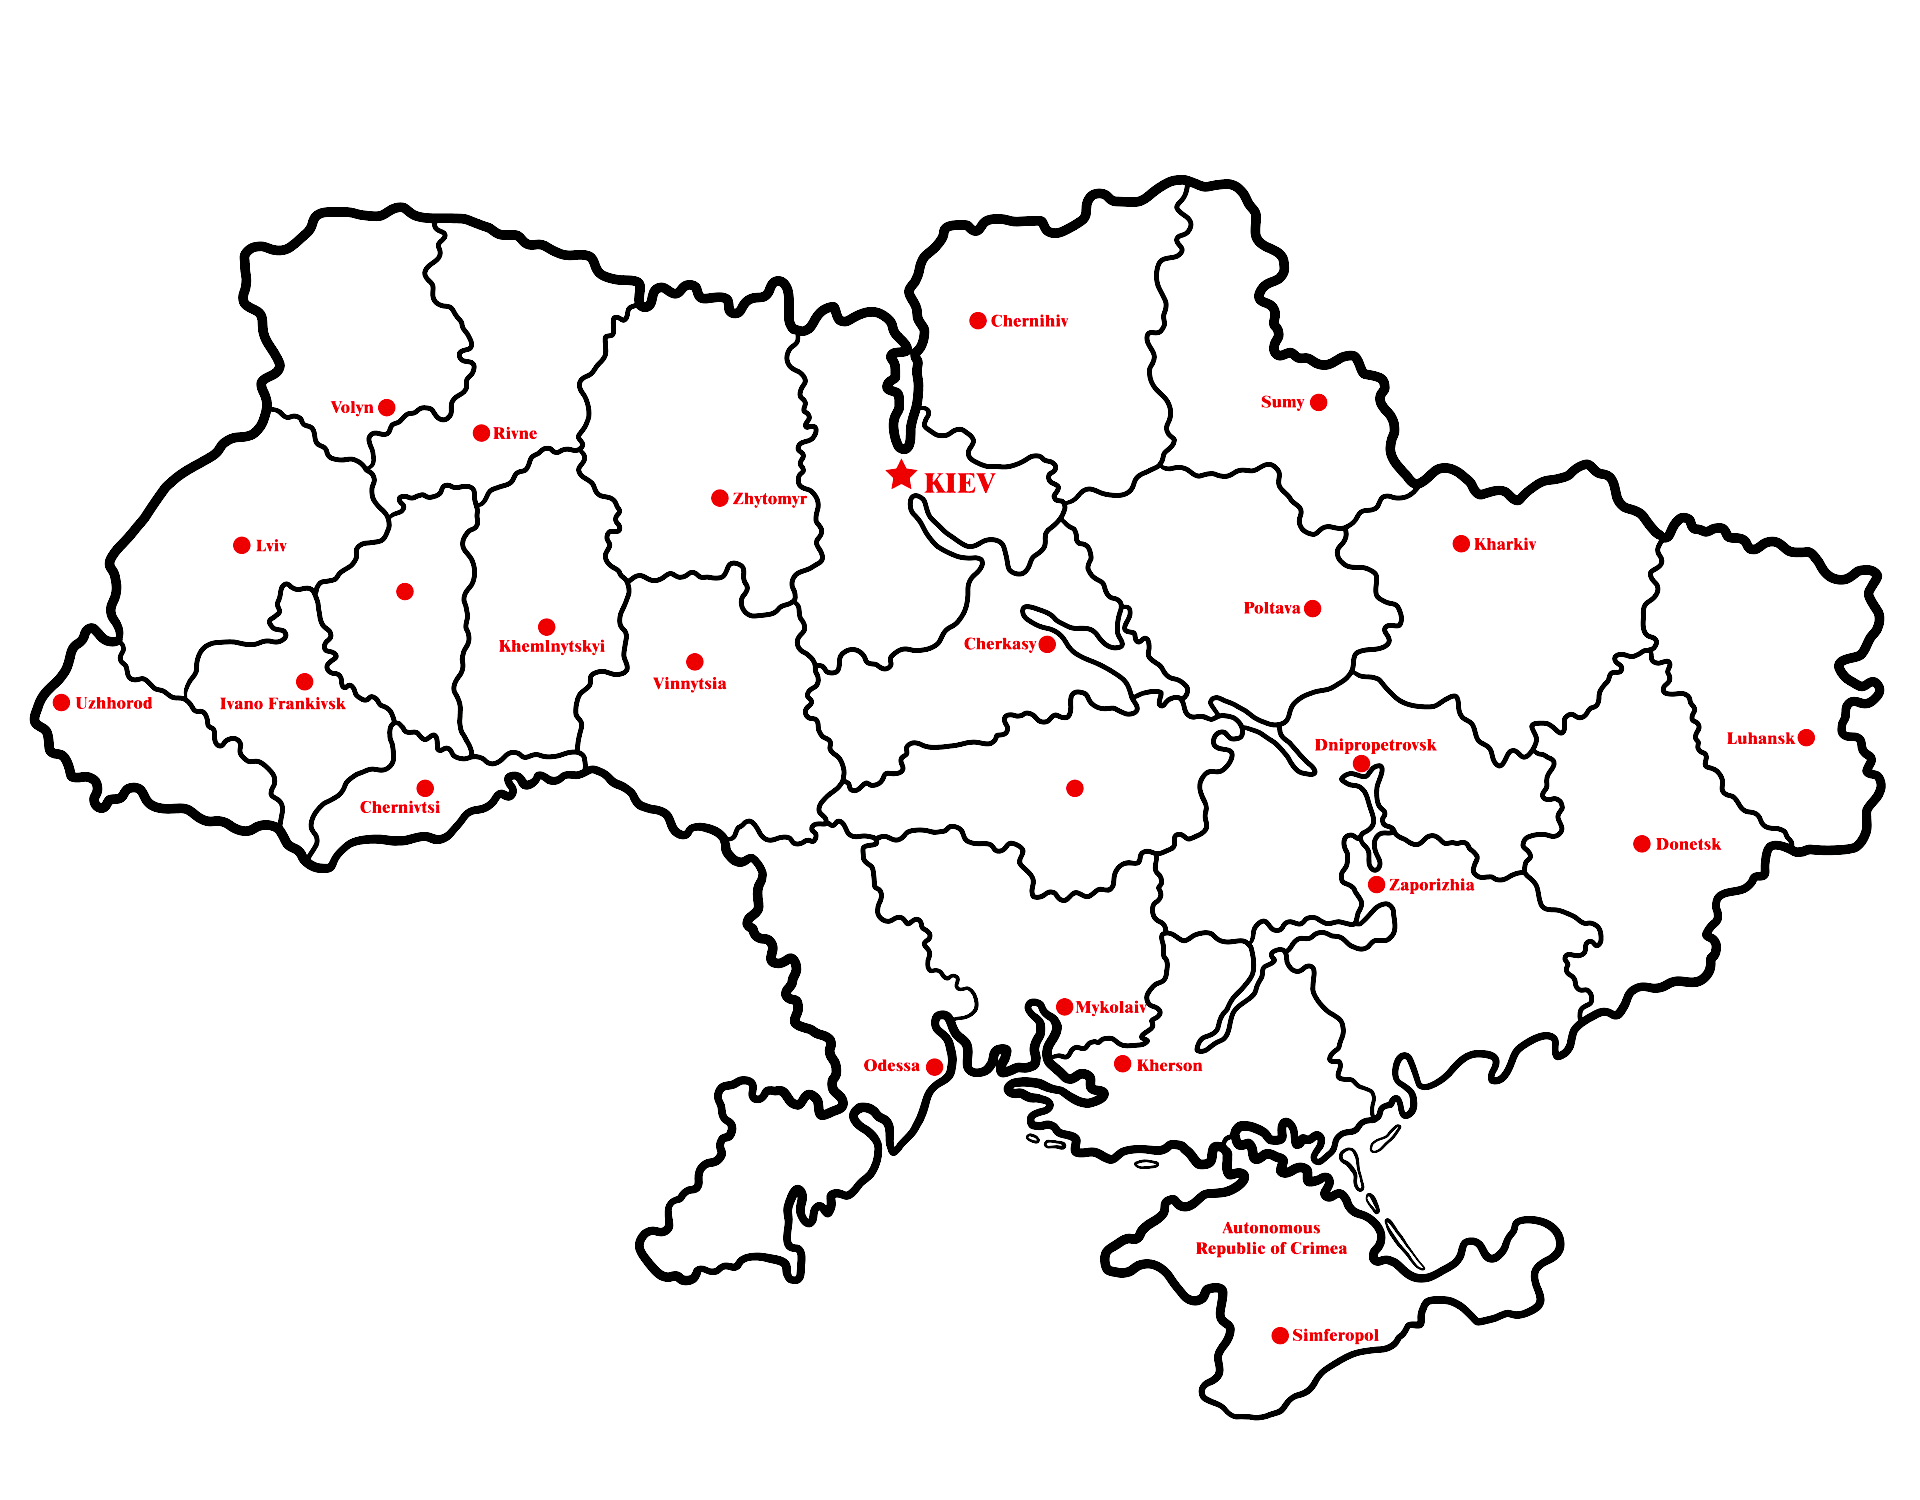 Chernihiv
Sumy
Volyn
Rivne
KIEV
Zhytomyr
Lviv
Kharkiv
Poltava
Khemlnytskyi
Cherkasy
Vinnytsia
Uzhhorod
Ivano Frankivsk
Luhansk
Dnipropetrovsk
Chernivtsi
Donetsk
Zaporizhia
Mykolaiv
Odessa
Kherson
Autonomous
Republic of Crimea
Simferopol